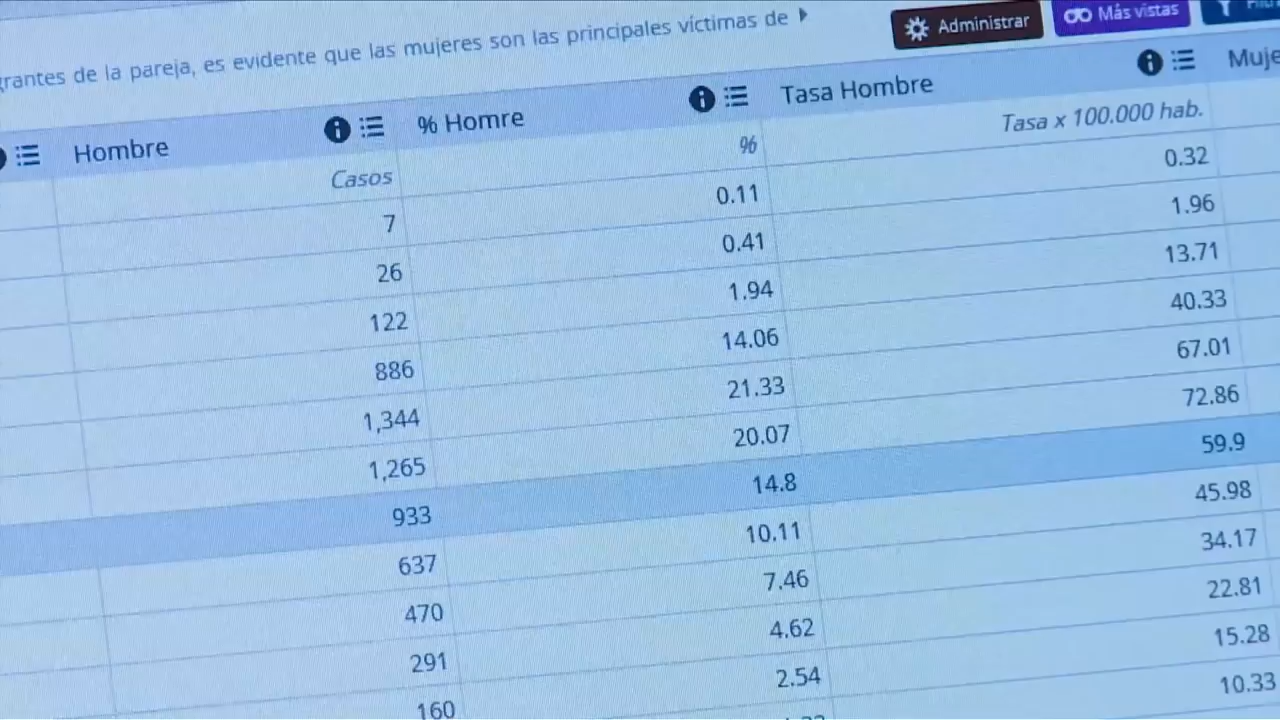 grantes de la pareja, es evidente que las mujeres son las principales víctimas de
Administrar
Más vistas
Hombre % Homre Tasa Hombre Muje
Casos % Tasa x 100.000 hab.
7 0.11 0.32
26 0.41 1.96
122 1.94 13.71
886 14.06 40.33
1,344 21.33 67.01
1,265 20.07 72.86
933 14.8 59.9
637 10.11 45.98
470 7.46 34.17
291 4.62 22.81
160 2.54 15.28
10.33